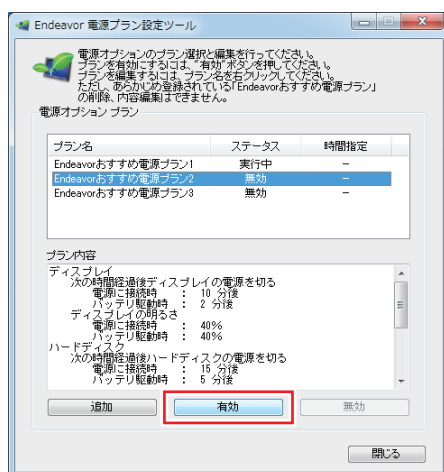 Endeavor 電源プラン設定ツール
電源オプションのプラン選択と編集を行ってください。
プランを有効にするには、"有効"ボタンを押してください。
プランを編集するには、プラン名を右クリックしてください。
ただし、あらかじめ登録されている「Endeavorおすすめ電源プラン」
の削除、内容編集はできません。
電源オプション プラン
プラン名 ステータス 時間指定
Endeavorおすすめ電源プラン1 実行中 －
Endeavorおすすめ電源プラン2 無効 －
Endeavorおすすめ電源プラン3 無効 －
プラン内容
ディスプレイ
次の時間経過後ディスプレイの電源を切る
電源に接続時 : 10 分後
バッテリ駆動時 : 2 分後
ディスプレイの明るさ
電源に接続時 : 40%
バッテリ駆動時 : 40%
ハードディスク
次の時間経過後ハードディスクの電源を切る
電源に接続時 : 15 分後
バッテリ駆動時 : 5 分後
追加 有効 無効
閉じる